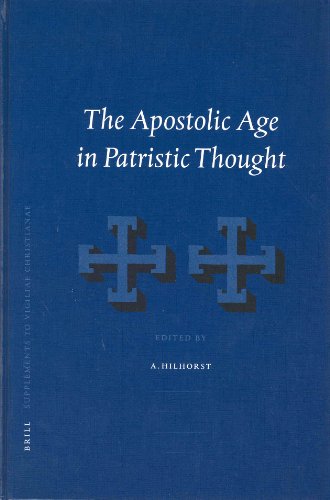 The Apostolic Age
in Patristic Thought
EDITED BY
A. HILHORST
BRILL SUPPLEMENTS TO VIGILIAE CHRISTIANAE